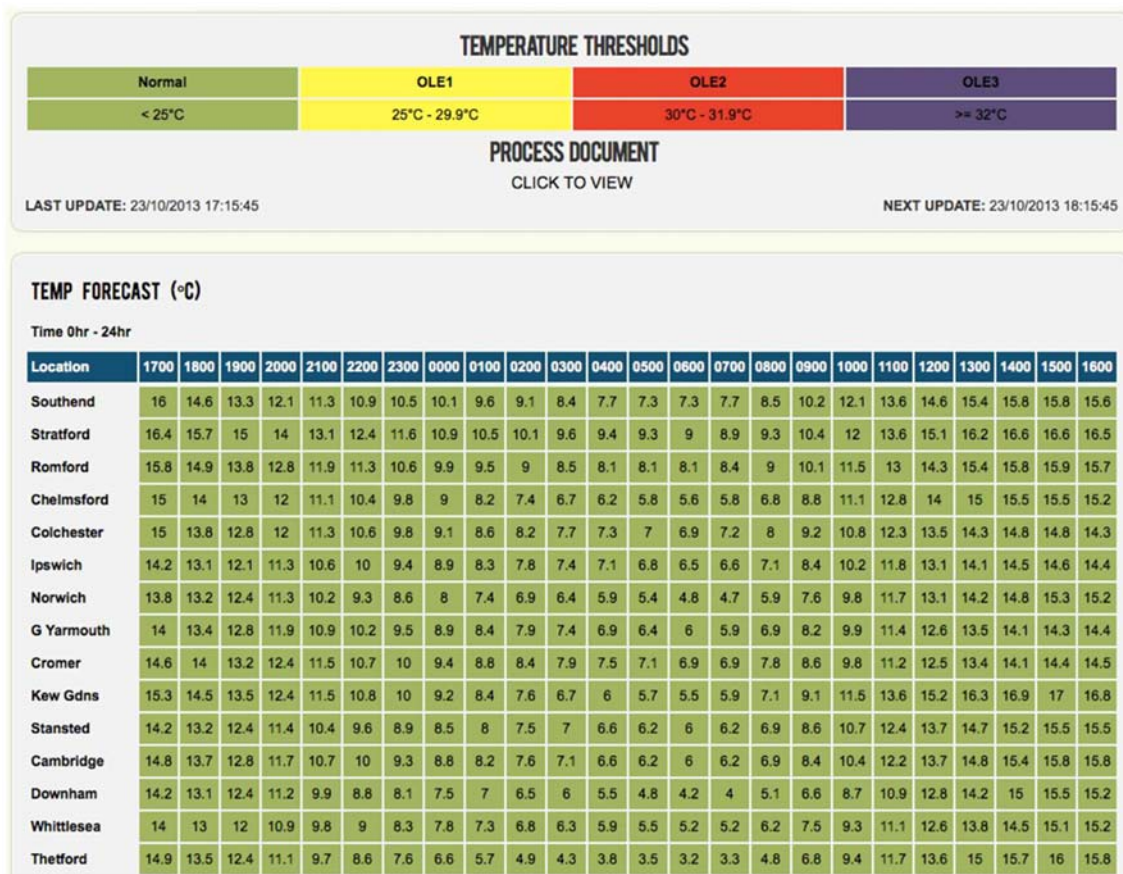 TEMPERATURE THRESHOLDS
Normal OLE1 OLE2 OLE3
< 25°C 25°C - 29.9°C 30°C - 31.9°C >= 32°C
PROCESS DOCUMENT
CLICK TO VIEW
LAST UPDATE: 23/10/2013 17:15:45 NEXT UPDATE: 23/10/2013 18:15:45
TEMP FORECAST (°C)
Time 0hr - 24hr
Location 1700 1800 1900 2000 2100 2200 2300 0000 0100 0200 0300 0400 0500 0600 0700 0800 0900 1000 1100 1200 1300 1400 1500 1600
Southend 16 14.6 13.3 12.1 11.3 10.9 10.5 10.1 9.6 9.1 8.4 7.7 7.3 7.3 7.7 8.5 10.2 12.1 13.6 14.6 15.4 15.8 15.8 15.6
Stratford 16.4 15.7 15 14 13.1 12.4 11.6 10.9 10.5 10.1 9.6 9.4 9.3 9 8.9 9.3 10.4 12 13.6 15.1 16.2 16.6 16.6 16.5
Romford 15.8 14.9 13.8 12.8 11.9 11.3 10.6 9.9 9.5 9 8.5 8.1 8.1 8.1 8.4 9 10.1 11.5 13 14.3 15.4 15.8 15.9 15.7
Chelmsford 15 14 13 12 11.1 10.4 9.8 9 8.2 7.4 6.7 6.2 5.8 5.6 5.8 6.8 8.8 11.1 12.8 14 15 15.5 15.5 15.2
Colchester 15 13.8 12.8 12 11.3 10.6 9.8 9.1 8.6 8.2 7.7 7.3 7 6.9 7.2 8 9.2 10.8 12.3 13.5 14.3 14.8 14.8 14.3
Ipswich 14.2 13.1 12.1 11.3 10.6 10 9.4 8.9 8.3 7.8 7.4 7.1 6.8 6.5 6.6 7.1 8.4 10.2 11.8 13.1 14.1 14.5 14.6 14.4
Norwich 13.8 13.2 12.4 11.3 10.2 9.3 8.6 8 7.4 6.9 6.4 5.9 5.4 4.8 4.7 5.9 7.6 9.8 11.7 13.1 14.2 14.8 15.3 15.2
G Yarmouth 14 13.4 12.8 11.9 10.9 10.2 9.5 8.9 8.4 7.9 7.4 6.9 6.4 6 5.9 6.9 8.2 9.9 11.4 12.6 13.5 14.1 14.3 14.4
Cromer 14.6 14 13.2 12.4 11.5 10.7 10 9.4 8.8 8.4 7.9 7.5 7.1 6.9 6.9 7.8 8.6 9.8 11.2 12.5 13.4 14.1 14.4 14.5
Kew Gdns 15.3 14.5 13.5 12.4 11.5 10.8 10 9.2 8.4 7.6 6.7 6 5.7 5.5 5.9 7.1 9.1 11.5 13.6 15.2 16.3 16.9 17 16.8
Stansted 14.2 13.2 12.4 11.4 10.4 9.6 8.9 8.5 8 7.5 7 6.6 6.2 6 6.2 6.9 8.6 10.7 12.4 13.7 14.7 15.2 15.5 15.5
Cambridge 14.8 13.7 12.8 11.7 10.7 10 9.3 8.8 8.2 7.6 7.1 6.6 6.2 6 6.2 6.9 8.4 10.4 12.2 13.7 14.8 15.4 15.8 15.8
Downham 14.2 13.1 12.4 11.2 9.9 8.8 8.1 7.5 7 6.5 6 5.5 4.8 4.2 4 5.1 6.6 8.7 10.9 12.8 14.2 15 15.5 15.2
Whittlesea 14 13 12 10.9 9.8 9 8.3 7.8 7.3 6.8 6.3 5.9 5.5 5.2 5.2 6.2 7.5 9.3 11.1 12.6 13.8 14.5 15.1 15.2
Thetford 14.9 13.5 12.4 11.1 9.7 8.6 7.6 6.6 5.7 4.9 4.3 3.8 3.5 3.2 3.3 4.8 6.8 9.4 11.7 13.6 15 15.7 16 15.8